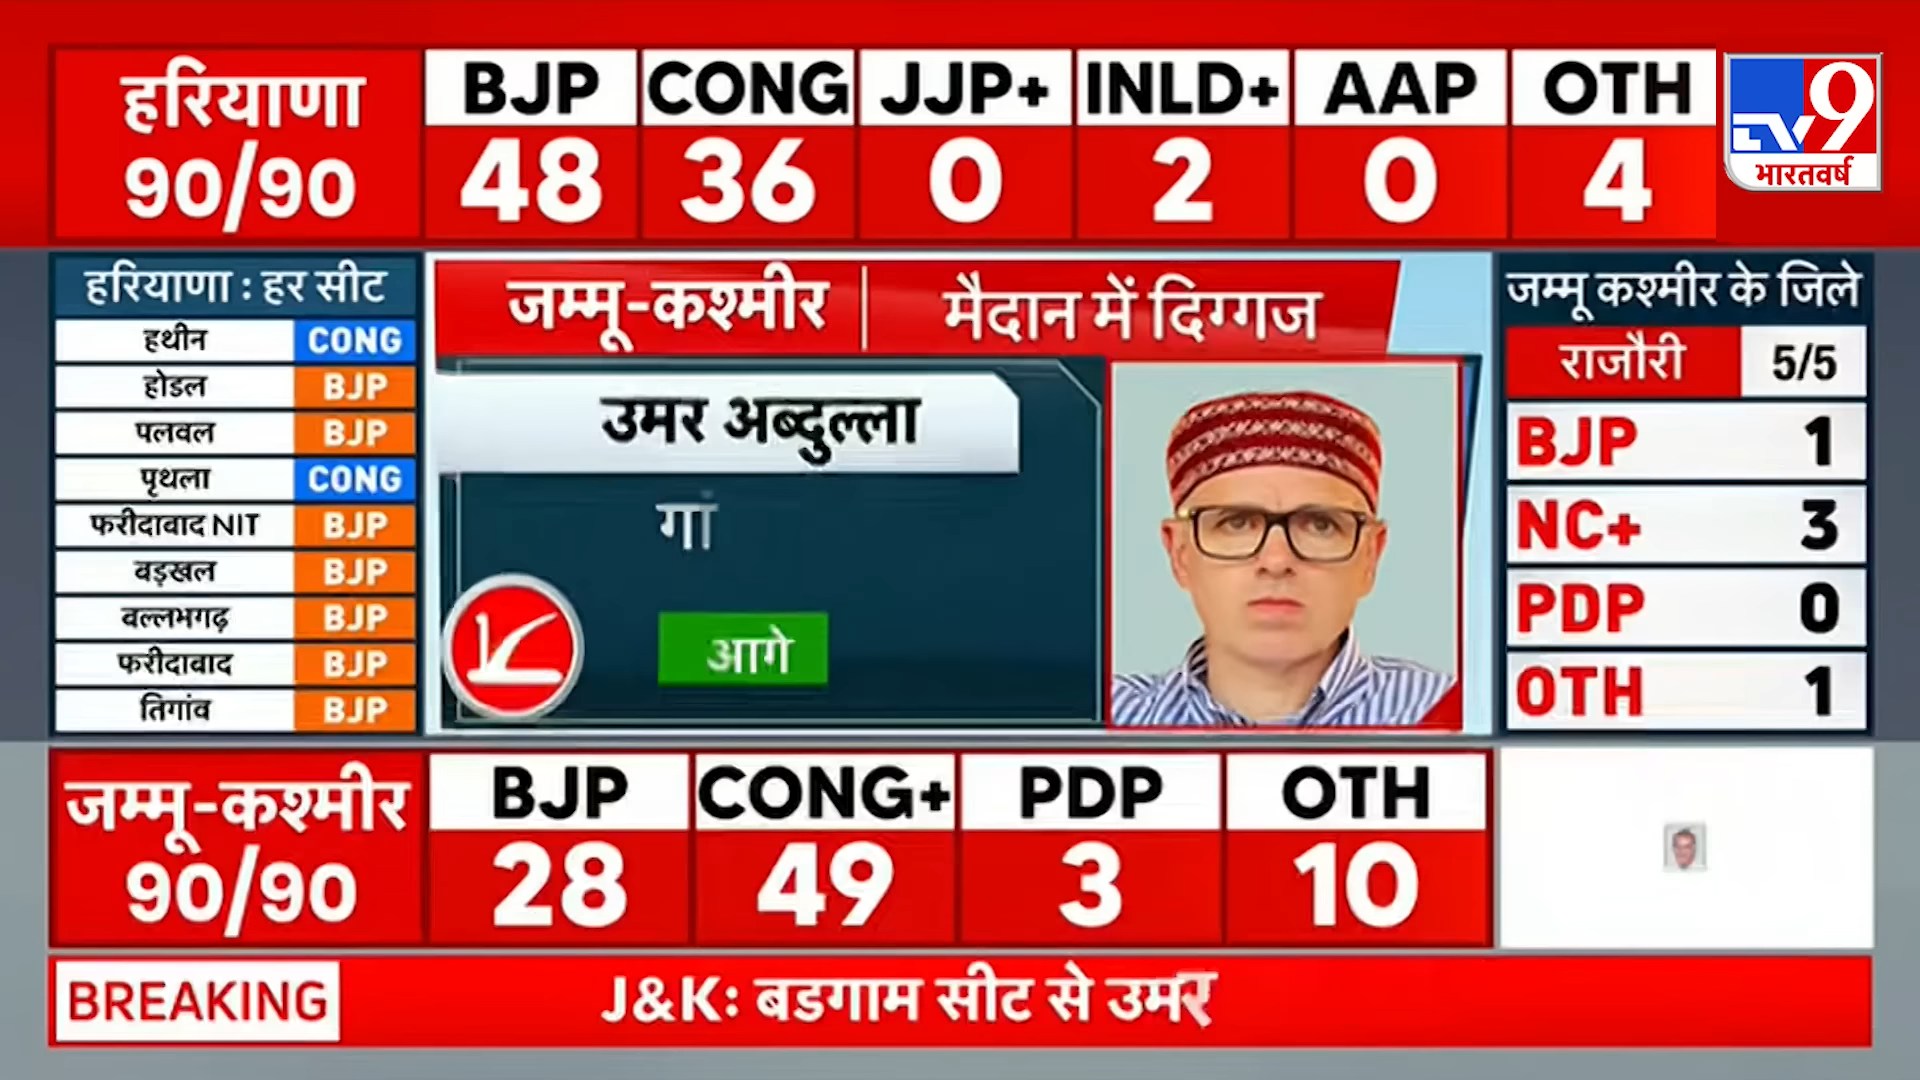 हरियाणा
90/90
BJP CONG JJP+ INLD+ AAP OTH
48 36 0 2 0 4
TV9
भारतवर्ष
हरियाणा : हर सीट
हथीन CONG
होडल BJP
पलवल BJP
पृथला CONG
फरीदाबाद NIT BJP
बड़खल BJP
बल्लभगढ़ BJP
फरीदाबाद BJP
तिगांव BJP
जम्मू-कश्मीर मैदान में दिग्गज
उमर अब्दुल्ला
गां
आगे
जम्मू कश्मीर के जिले
राजौरी 5/5
BJP 1
NC+ 3
PDP 0
OTH 1
जम्मू-कश्मीर
90/90
BJP CONG+ PDP OTH
28 49 3 10
BREAKING
J&K: बडगाम सीट से उमर